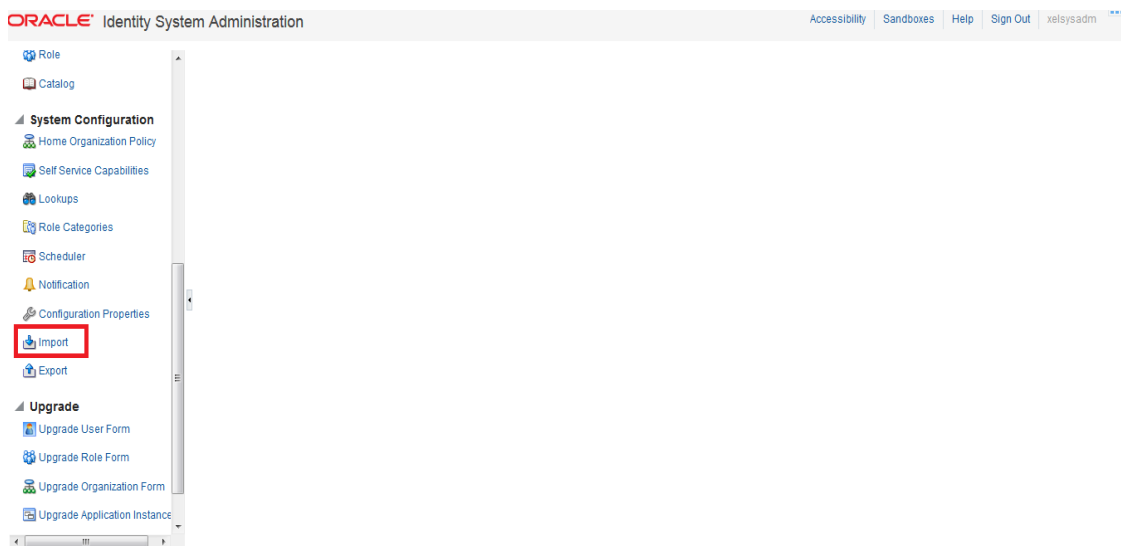 ORACLE Identity System Administration
Accessibility Sandboxes Help Sign Out xelsysadm
Role
Catalog
System Configuration
Home Organization Policy
Self Service Capabilities
Lookups
Role Categories
Scheduler
Notification
Configuration Properties
Import
Export
Upgrade
Upgrade User Form
Upgrade Role Form
Upgrade Organization Form
Upgrade Application Instance